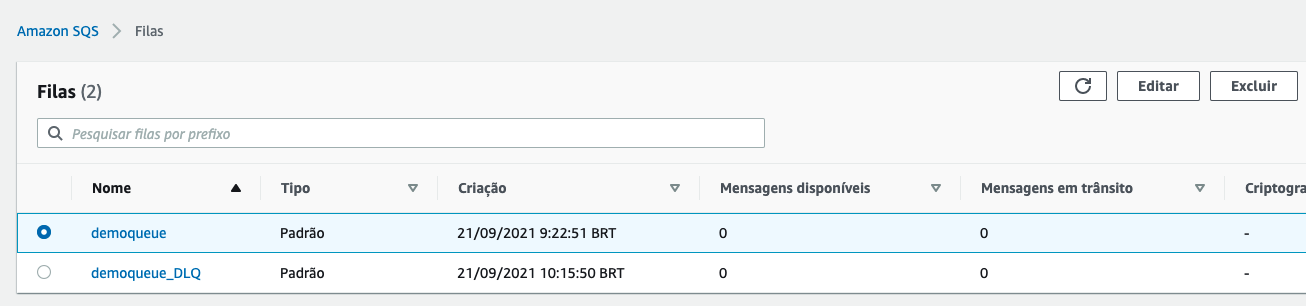 Amazon SQS > Filas
Filas (2)
Editar
Excluir
Pesquisar filas por prefixo
Nome Tipo Criação Mensagens disponíveis Mensagens em trânsito Criptogra
demoqueue Padrão 21/09/2021 9:22:51 BRT 0 0 -
demoqueue_DLQ Padrão 21/09/2021 10:15:50 BRT 0 0 -